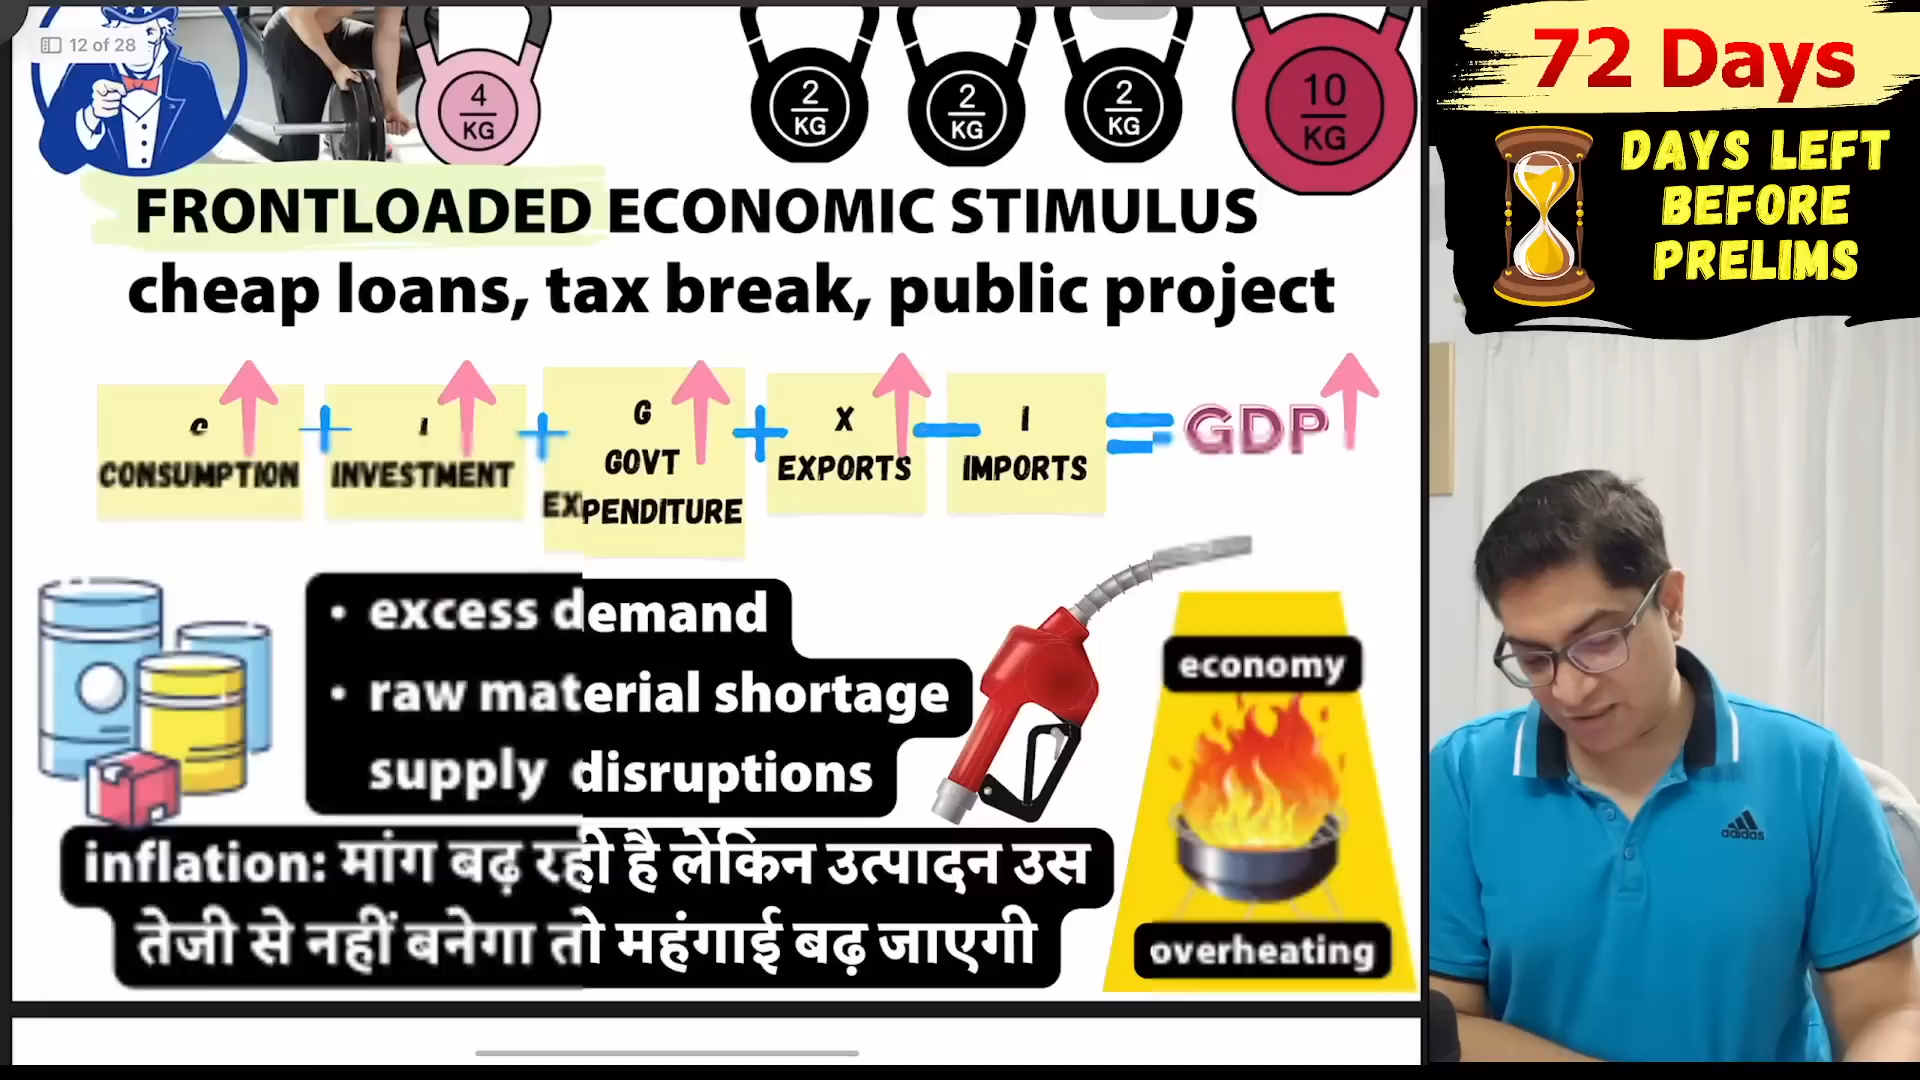 12 of 28
4
KG
2
KG
2
KG
2
KG
10
KG
FRONTLOADED ECONOMIC STIMULUS
cheap loans, tax break, public project
C
CONSUMPTION
+
I
INVESTMENT
+
G
GOVT
EXPENDITURE
+
X
EXPORTS
−
I
IMPORTS
=
GDP
• excess demand
• raw material shortage
supply disruptions
inflation: मांग बढ़ रही है लेकिन उत्पादन उस
तेजी से नहीं बनेगा तो महंगाई बढ़ जाएगी
economy
overheating
72 Days
DAYS LEFT
BEFORE
PRELIMS
adidas